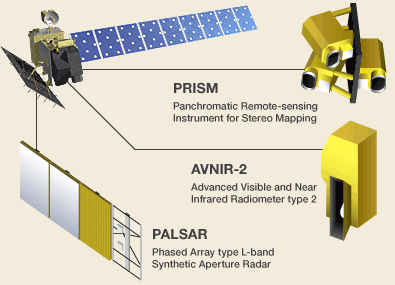 PRISM
Panchromatic Remote-sensing
Instrument for Stereo Mapping
AVNIR-2
Advanced Visible and Near
Infrared Radiometer type 2
PALSAR
Phased Array type L-band
Synthetic Aperture Radar